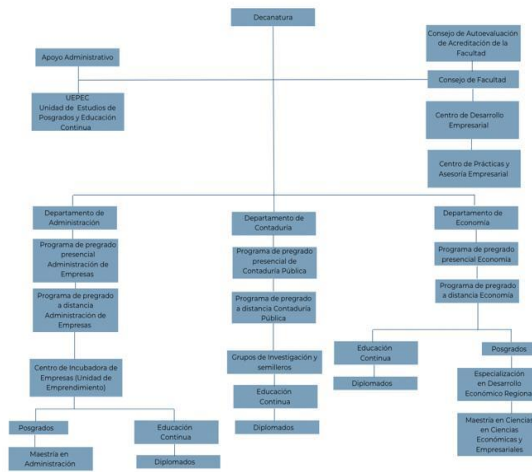 Decanatura
Consejo de Autoevaluación
de Acreditación de la
Facultad
Apoyo Administrativo
Consejo de Facultad
UEPEC
Unidad de Estudios de
Posgrados y Educación
Continua
Centro de Desarrollo
Empresarial
Centro de Prácticas y
Asesoría Empresarial
Departamento de
Administración
Programa de pregrado
presencial
Administración de
Empresas
Programa de pregrado
a distancia
Administración de
Empresas
Centro de Incubadora
de Empresas (Unidad de
Emprendimiento)
Posgrados
Maestría en
Administración
Educación
Continua
Diplomados
Departamento de
Contaduría
Programa de pregrado
presencial de
Contaduría Pública
Programa de pregrado
a distancia Contaduría
Pública
Grupos de Investigación y
semilleros
Educación
Continua
Diplomados
Departamento de
Economía
Programa de pregrado
presencial Economía
Programa de pregrado
a distancia Economía
Educación
Continua
Diplomados
Posgrados
Especialización
en Desarrollo
Económico Regional
Maestría en Ciencias
en Ciencias
Económicas y
Empresariales